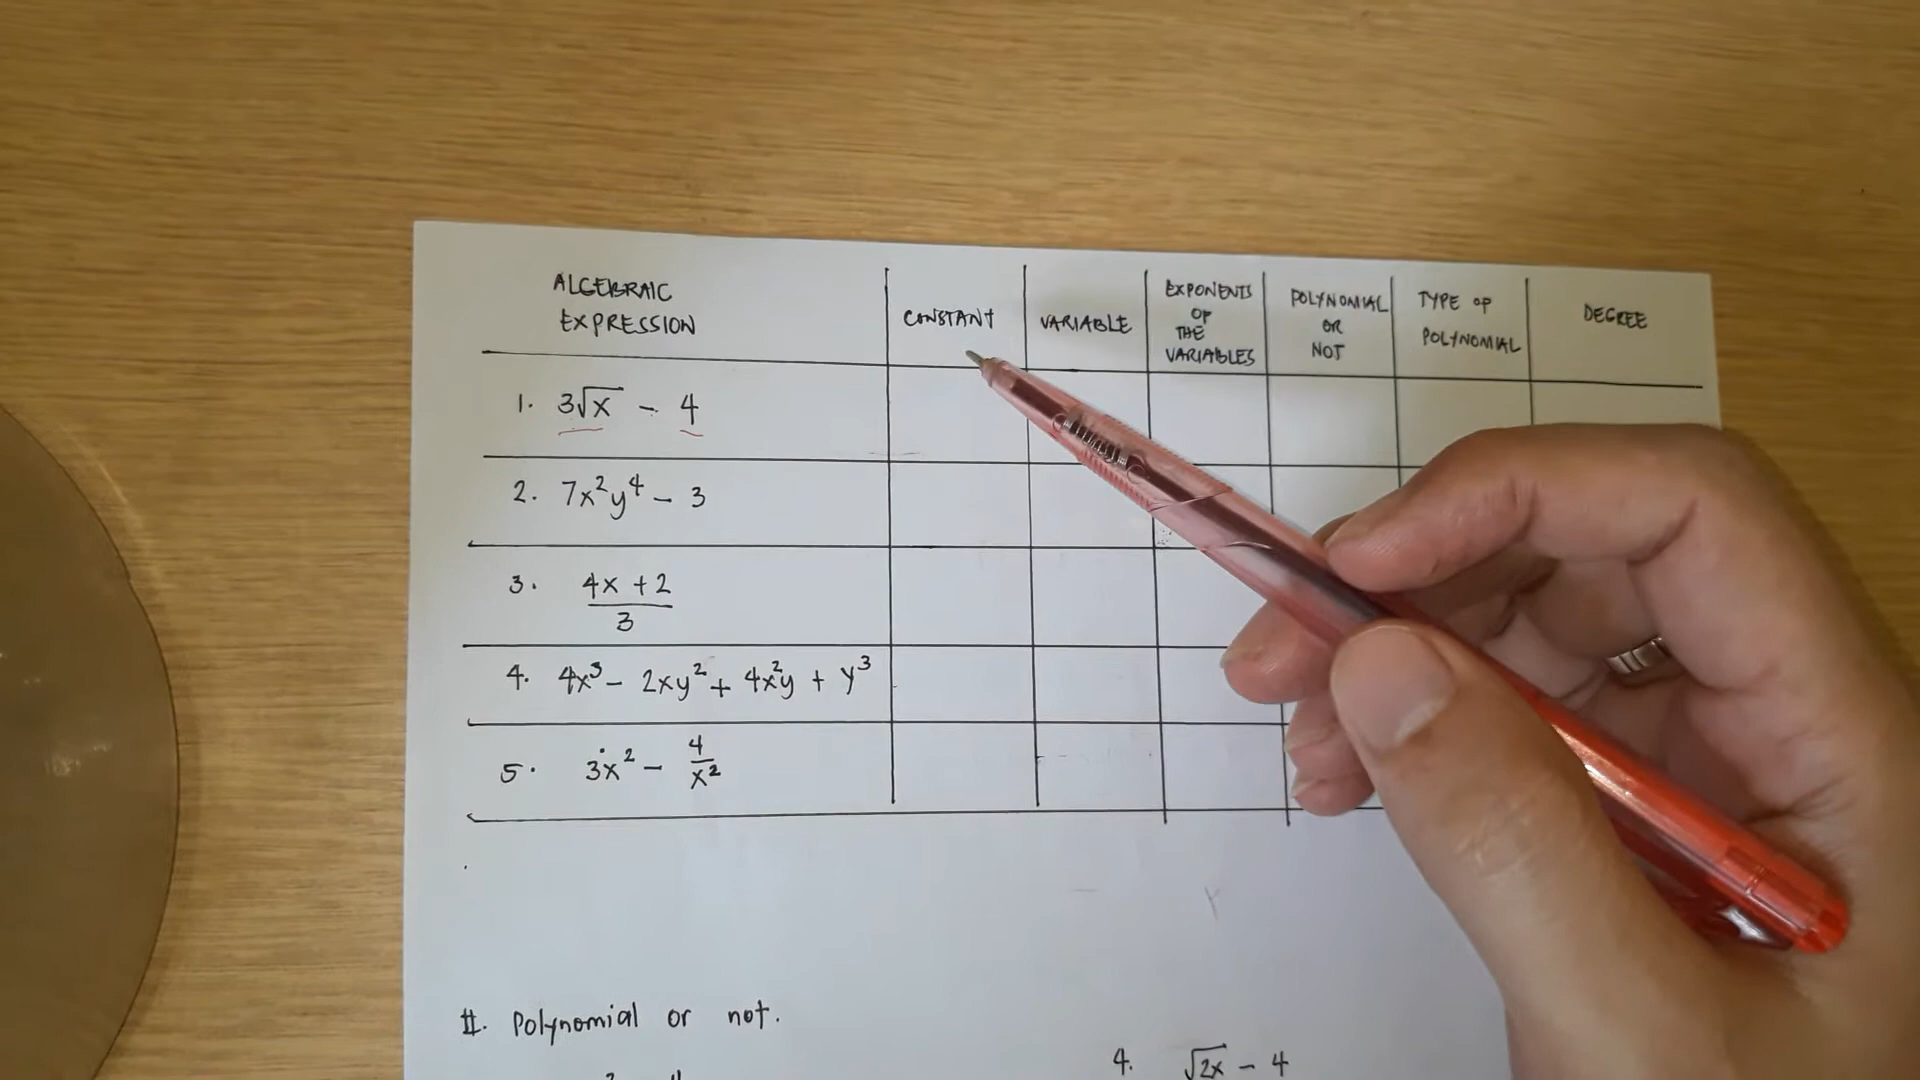 ALGEBRAIC
EXPRESSION
CONSTANT
VARIABLE
EXPONENTS
OF
THE
VARIABLES
POLYNOMIAL
OR
NOT
TYPE OF
POLYNOMIAL
DEGREE
1. 3√x - 4
2. 7x²y⁴ - 3
3. 4x + 2
3
4. 4x³ - 2xy² + 4x²y + y³
5. 3x² - 4/x²
II. Polynomial or not.
4. √2x - 4